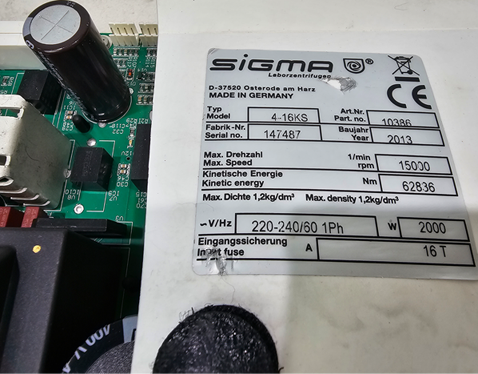 SIGMA ®
Laborzentrifugen
D-37520 Osterode am Harz
MADE IN GERMANY
CE
Typ
Model
4-16KS
Art.Nr.
Part. no.
10386
Fabrik-Nr.
Serial no.
147487
Baujahr
Year
2013
Max. Drehzahl
Max. Speed
1/min
rpm
15000
Kinetische Energie
Kinetic energy
Nm
62836
Max. Dichte 1,2kg/dm³ Max. density 1,2kg/dm³
~V/Hz
220-240/60 1Ph
W
2000
Eingangssicherung
Input fuse
A
16 T